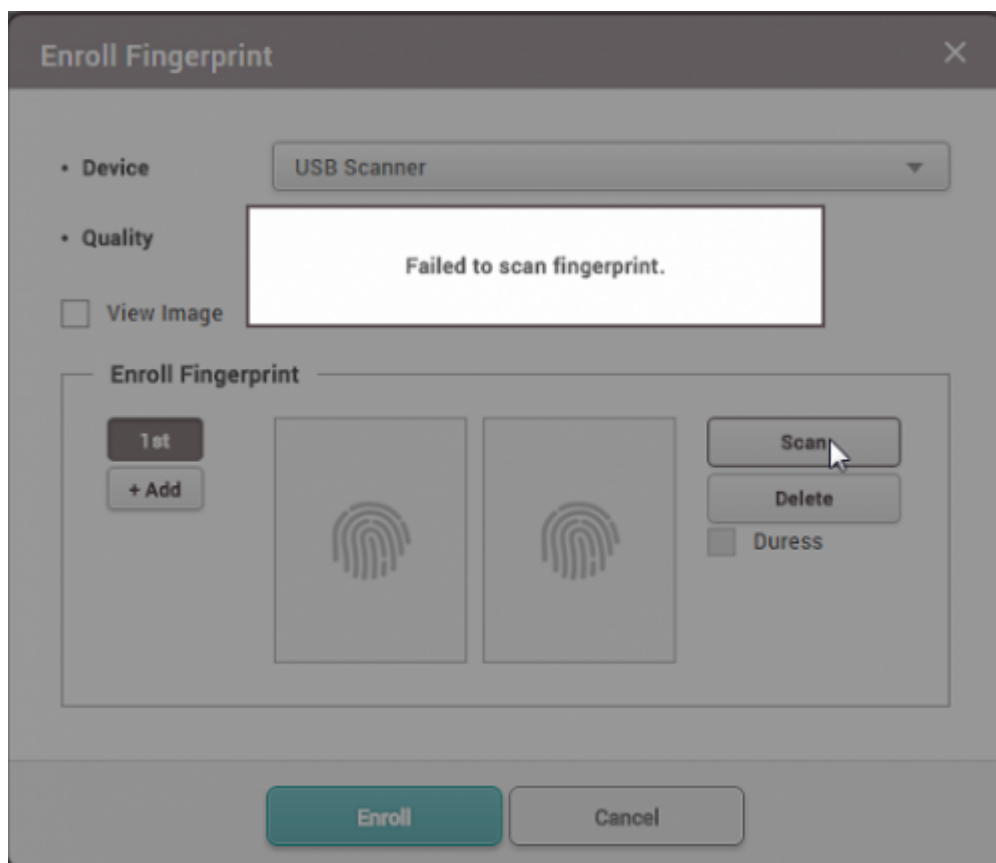 Enroll Fingerprint
• Device USB Scanner
• Quality
Failed to scan fingerprint.
View Image
Enroll Fingerprint
1st
+ Add
Scan
Delete
Duress
Enroll Cancel